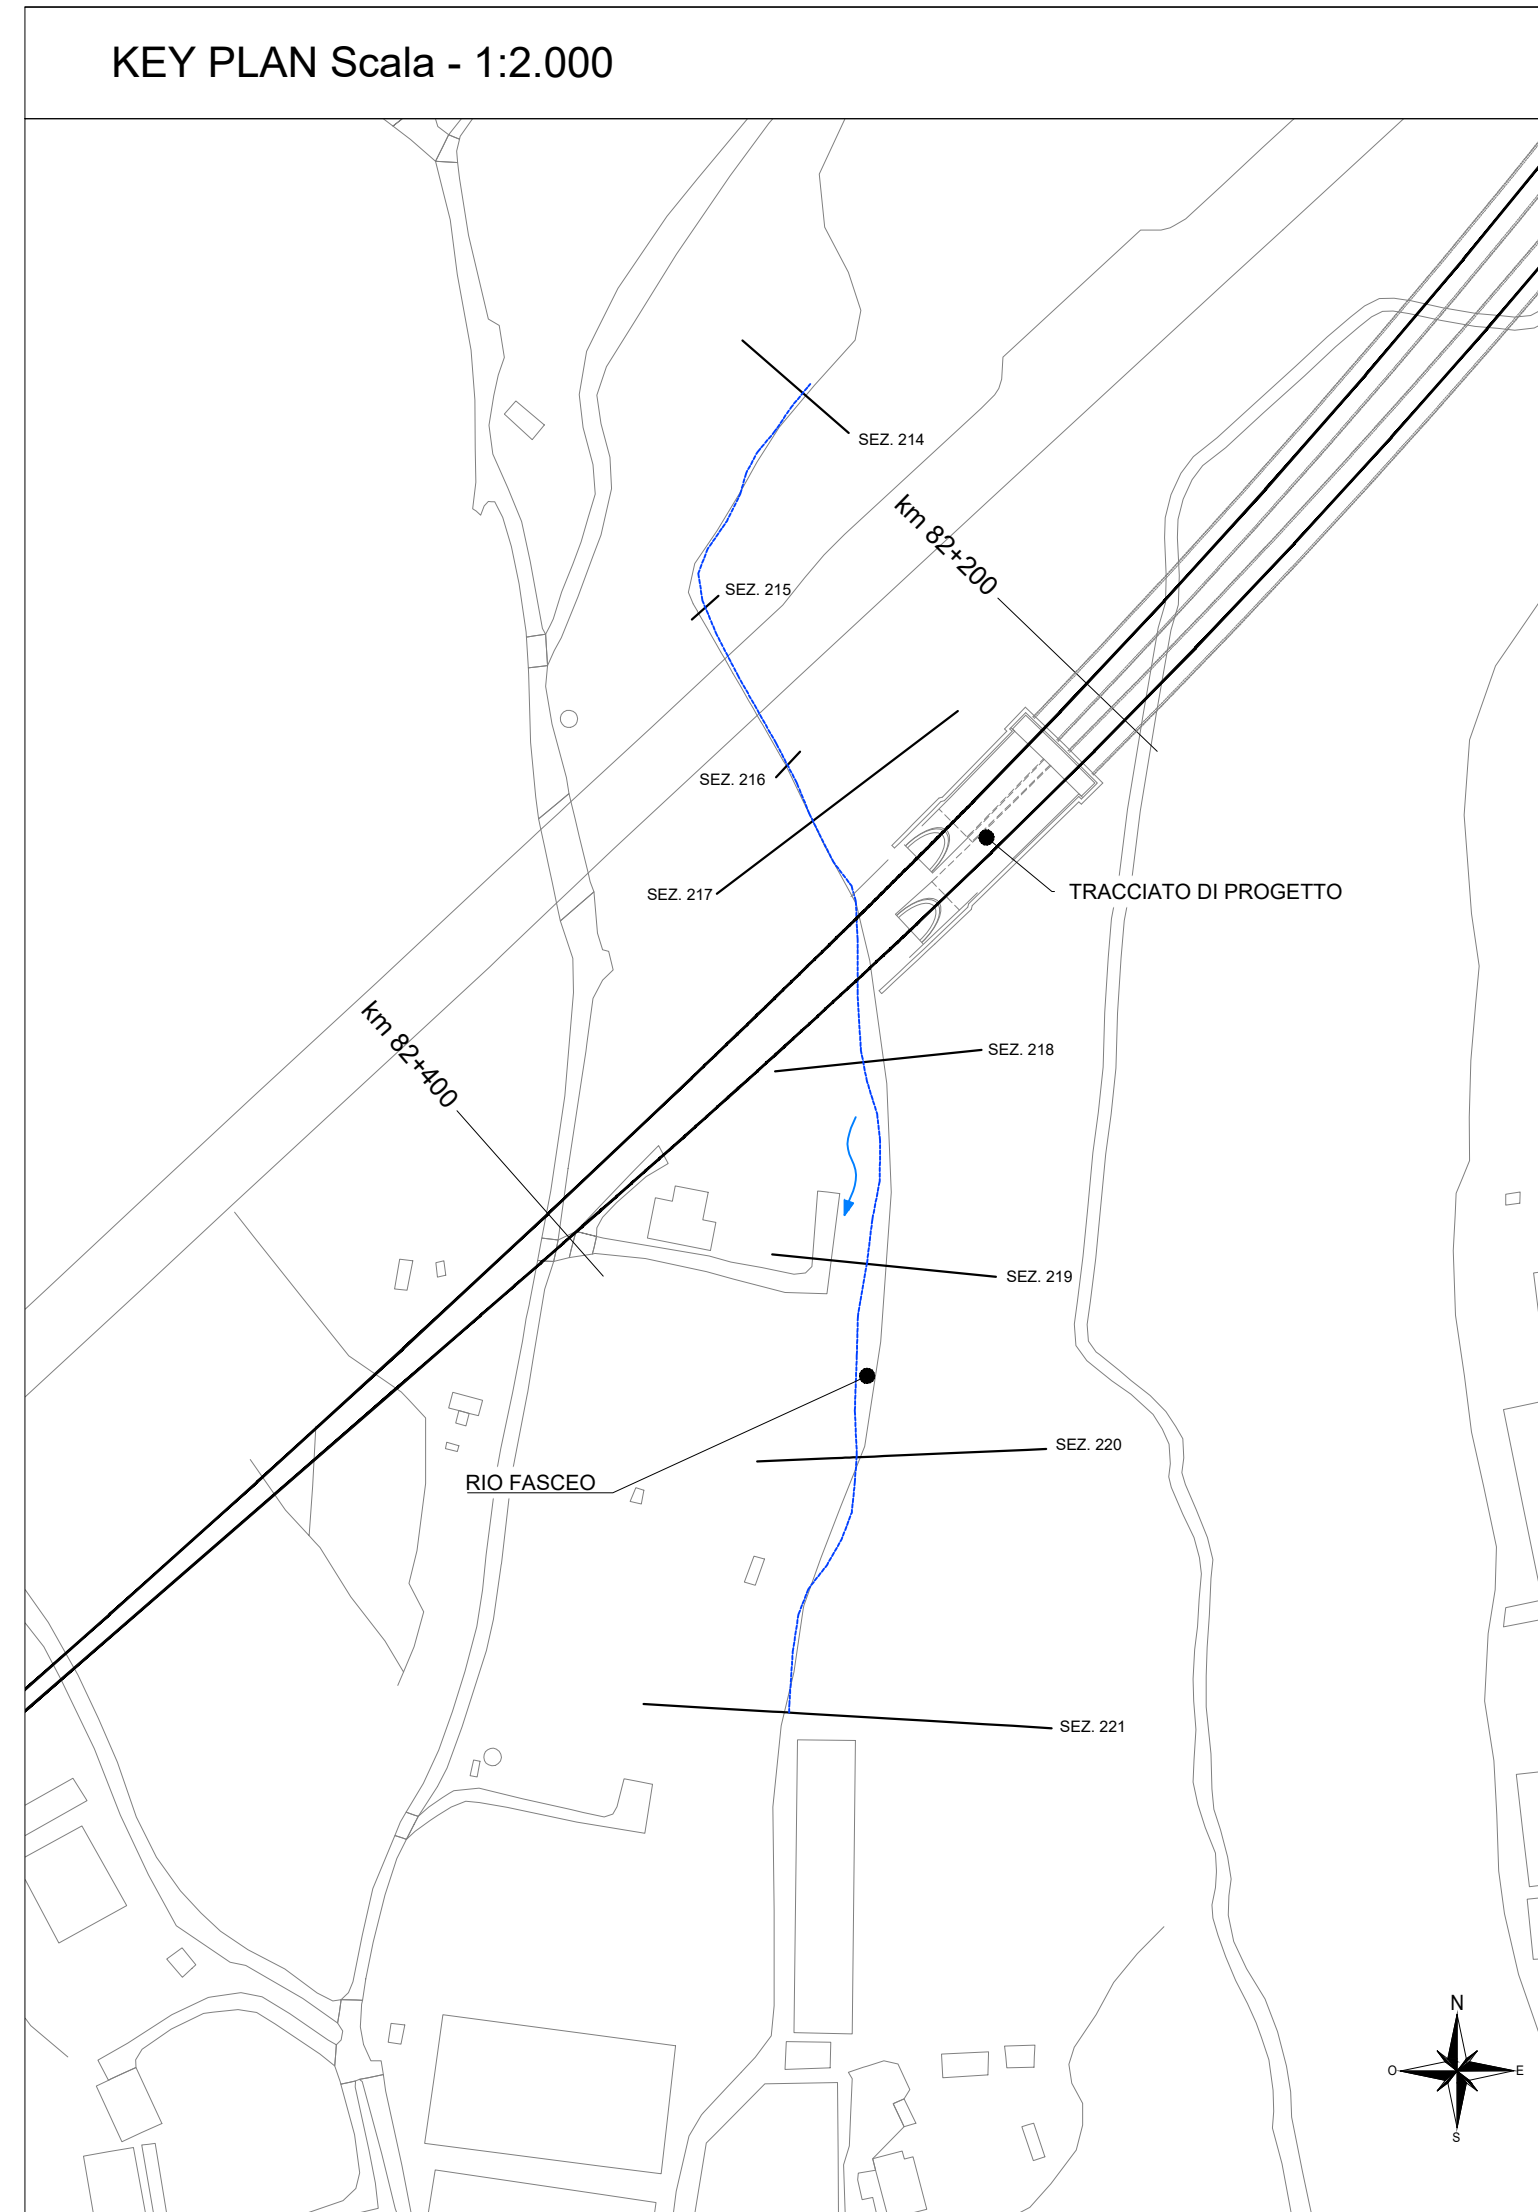 KEY PLAN Scala - 1:2.000
SEZ. 214
km 82+200
SEZ. 215
SEZ. 216
SEZ. 217
TRACCIATO DI PROGETTO
km 82+400
SEZ. 218
SEZ. 219
SEZ. 220
RIO FASCEO
SEZ. 221
N
O
E
S